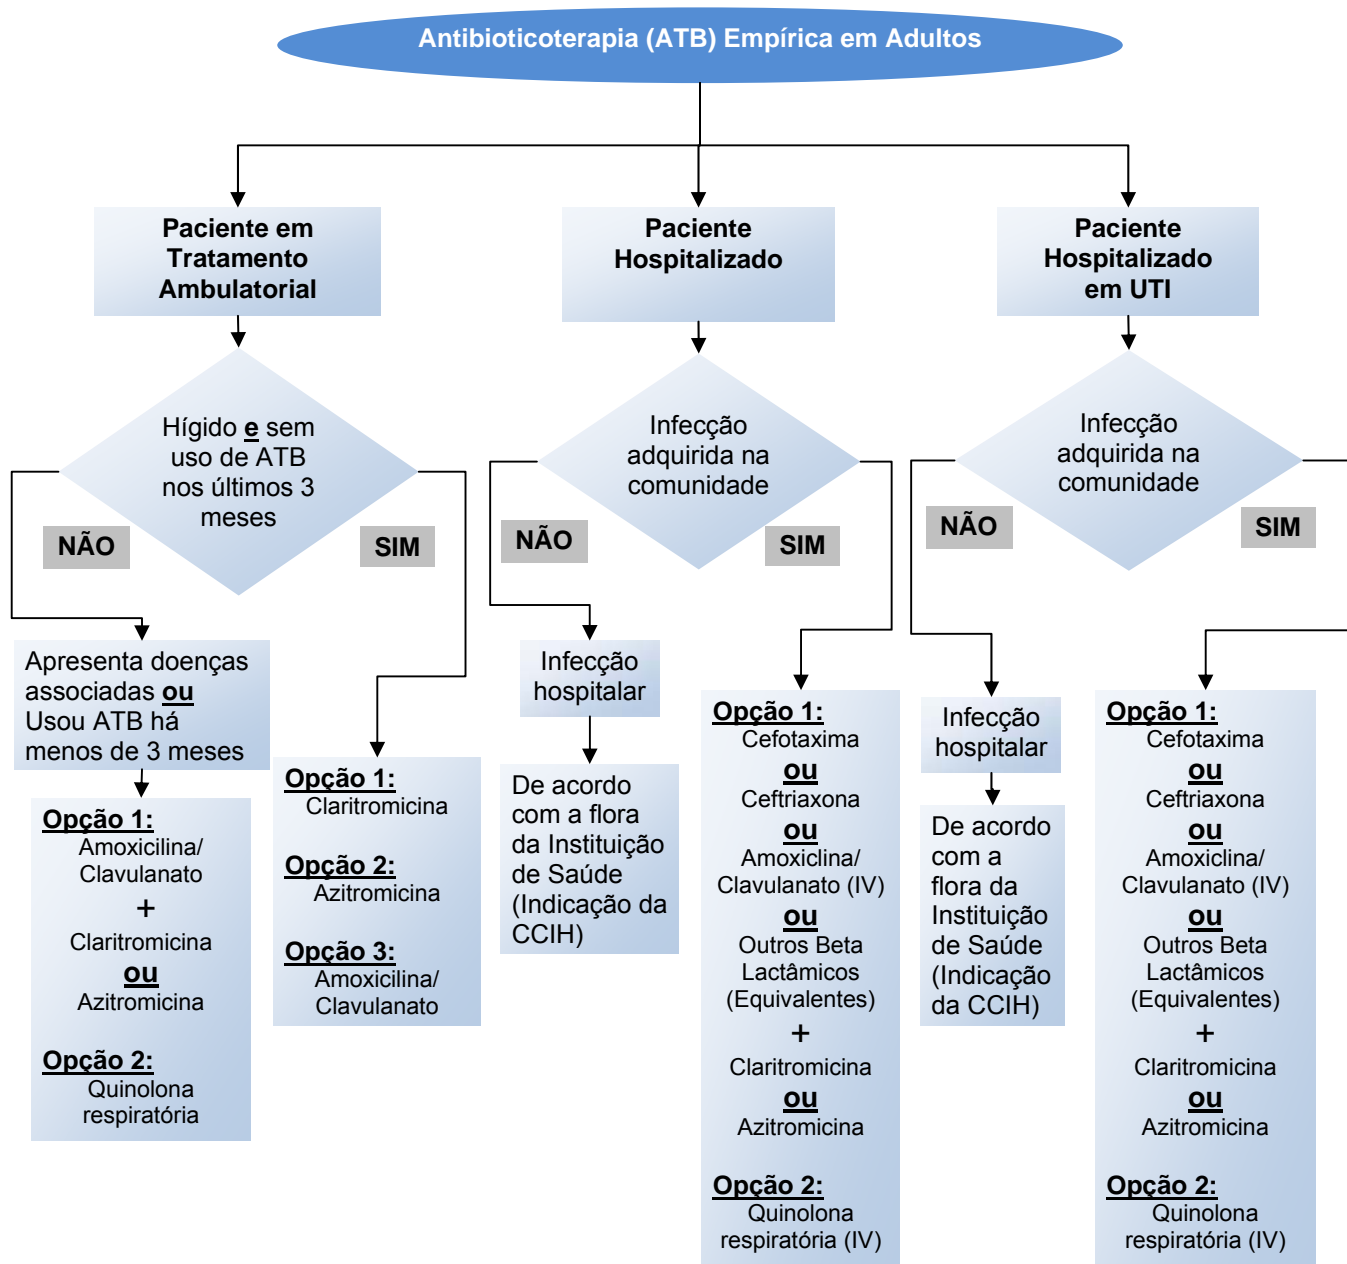 Antibioticoterapia (ATB) Empírica em Adultos
Paciente em
Tratamento
Ambulatorial
Hígido e sem
uso de ATB
nos últimos 3
meses
NÃO
SIM
Apresenta doenças
associadas ou
Usou ATB há
menos de 3 meses
Opção 1:
Amoxicilina/
Clavulanato
+
Claritromicina
ou
Azitromicina
Opção 2:
Quinolona
respiratória
Opção 1:
Claritromicina
Opção 2:
Azitromicina
Opção 3:
Amoxicilina/
Clavulanato
Paciente
Hospitalizado
Infecção
adquirida na
comunidade
NÃO
SIM
Infecção
hospitalar
De acordo
com a flora
da Instituição
de Saúde
(Indicação da
CCIH)
Opção 1:
Cefotaxima
ou
Ceftriaxona
ou
Amoxiclina/
Clavulanato (IV)
ou
Outros Beta
Lactâmicos
(Equivalentes)
+
Claritromicina
ou
Azitromicina
Opção 2:
Quinolona
respiratória (IV)
Paciente
Hospitalizado
em UTI
Infecção
adquirida na
comunidade
NÃO
SIM
Infecção
hospitalar
De acordo
com a
flora da
Instituição
de Saúde
(Indicação
da CCIH)
Opção 1:
Cefotaxima
ou
Ceftriaxona
ou
Amoxiclina/
Clavulanato (IV)
ou
Outros Beta
Lactâmicos
(Equivalentes)
+
Claritromicina
ou
Azitromicina
Opção 2:
Quinolona
respiratória (IV)